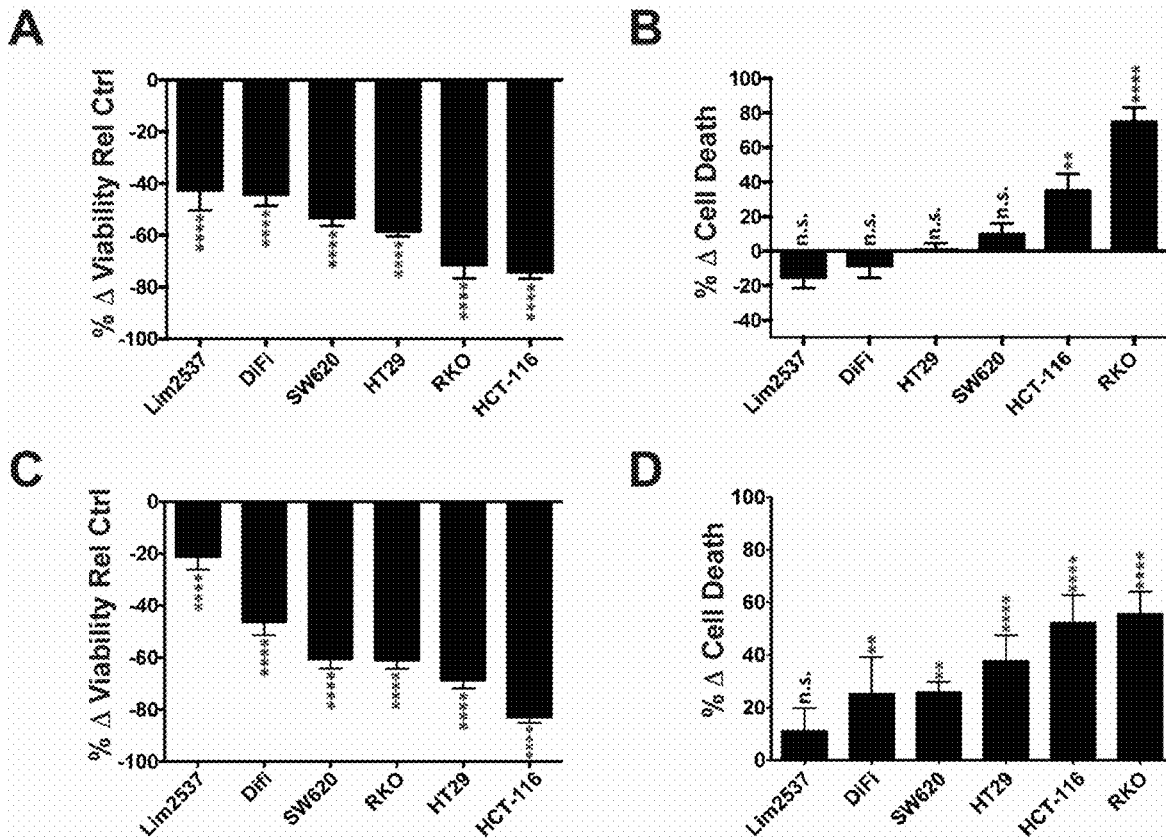 A
% Δ Viability Rel Ctrl
0
-20
-40
-60
-80
-100
****
****
****
****
****
****
Lim2537
DiFi
SW620
HT29
RKO
HCT-116
B
% Δ Cell Death
100
80
60
40
20
0
-20
-40
n.s.
n.s.
n.s.
n.s.
**
****
Lim2537
DiFi
HT29
SW620
HCT-116
RKO
C
% Δ Viability Rel Ctrl
0
-20
-40
-60
-80
-100
****
****
****
****
****
****
Lim2537
Difi
SW620
RKO
HT29
HCT-116
D
% Δ Cell Death
100
80
60
40
20
0
n.s.
**
**
****
****
****
Lim2537
DiFi
SW620
HT29
HCT-116
RKO